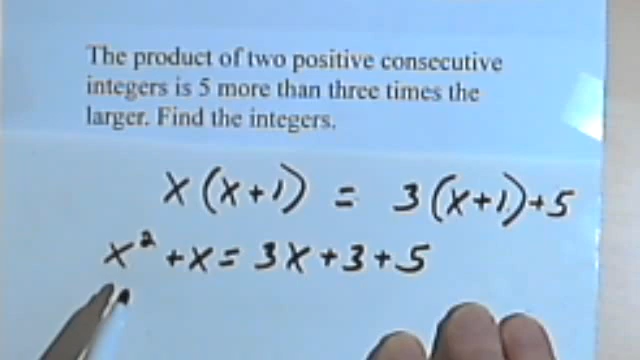 The product of two positive consecutive
integers is 5 more than three times the
larger. Find the integers.
x(x+1) = 3(x+1)+5
x² + x = 3x + 3 + 5